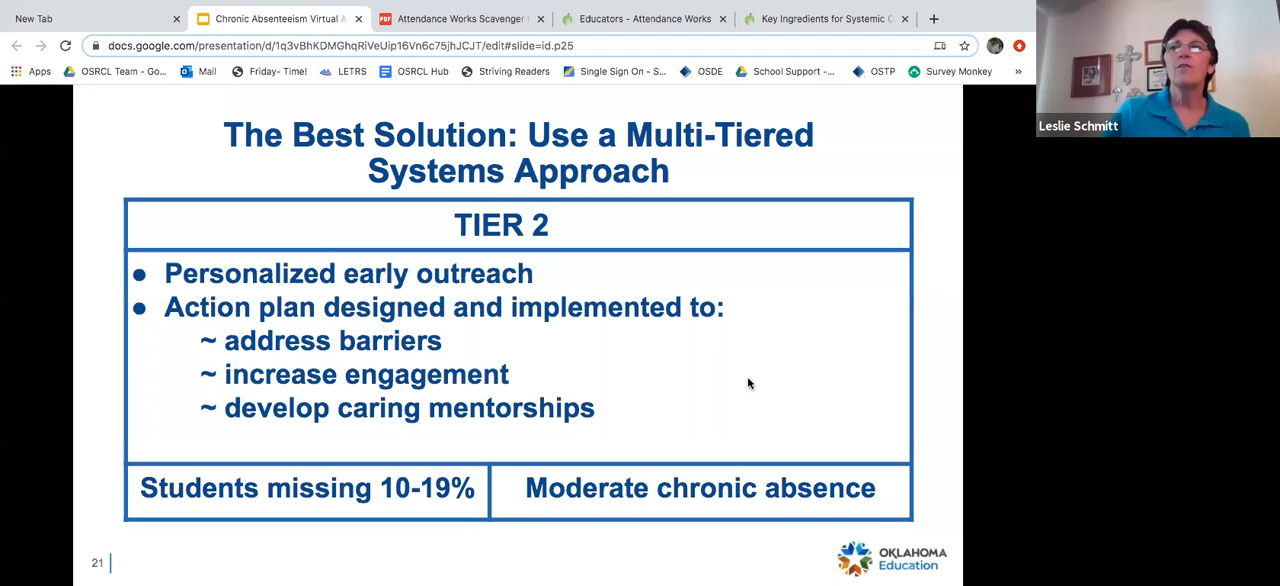 New Tab
Chronic Absenteeism Virtual A
Attendance Works Scavenger
Educators - Attendance Works
Key Ingredients for Systemic C
docs.google.com/presentation/d/1q3vBhKDMGhqRiVeUip16Vn6c75jhJCJT/edit#slide=id.p25
Apps
OSRCL Team - Go...
Mail
Friday- Time!
LETRS
OSRCL Hub
Striving Readers
Single Sign On - S...
OSDE
School Support -...
OSTP
Survey Monkey
»
Leslie Schmitt
The Best Solution: Use a Multi-Tiered
Systems Approach
TIER 2
● Personalized early outreach
● Action plan designed and implemented to:
~ address barriers
~ increase engagement
~ develop caring mentorships
Students missing 10-19%
Moderate chronic absence
21
OKLAHOMA
Education